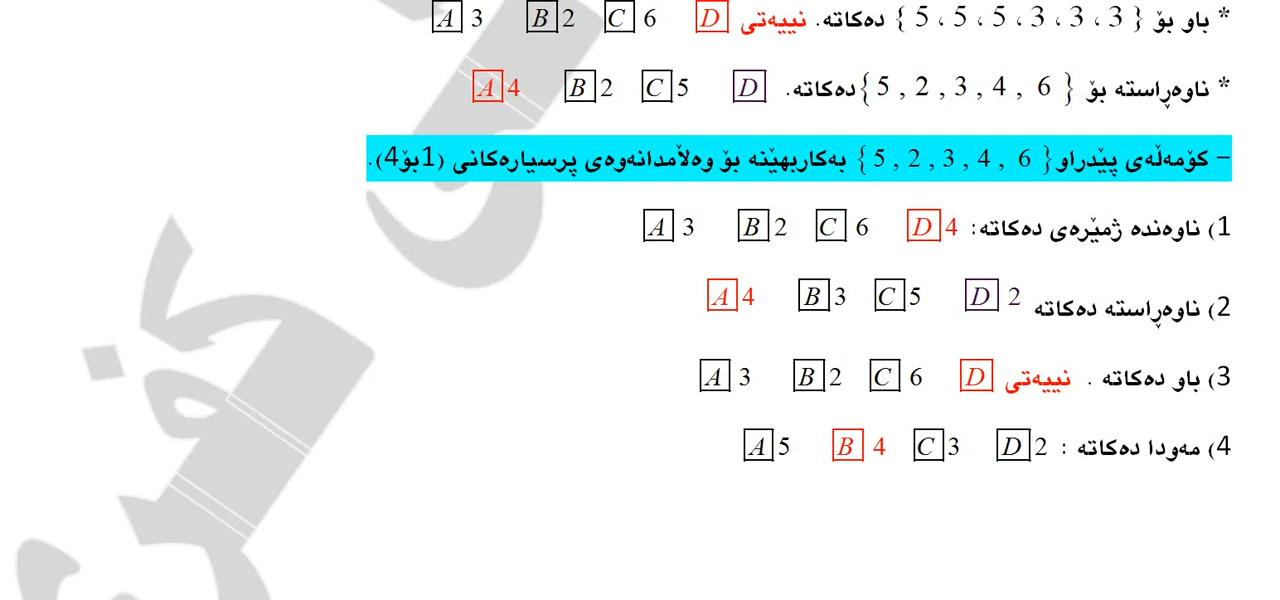 * باو بۆ { 3 ، 3 ، 3 ، 5 ، 5 ، 5 } دەکاتە. نییەتی D C 6 B 2 A 3
* ناوەڕاستە بۆ { 5 , 2 , 3 , 4 , 6 }دەکاتە. D C 5 B 2 A 4
- کۆمەڵەی پێدراو{ 5 , 2 , 3 , 4 , 6 } بەکاربهێنە بۆ وەڵامدانەوەی پرسیارەکانی (1بۆ4).
1) ناوەندە ژمێرەی دەکاتە: D 4 C 6 B 2 A 3
2) ناوەڕاستە دەکاتە D 2 C 5 B 3 A 4
3) باو دەکاتە . نییەتی D C 6 B 2 A 3
4) مەودا دەکاتە : D 2 C 3 B 4 A 5